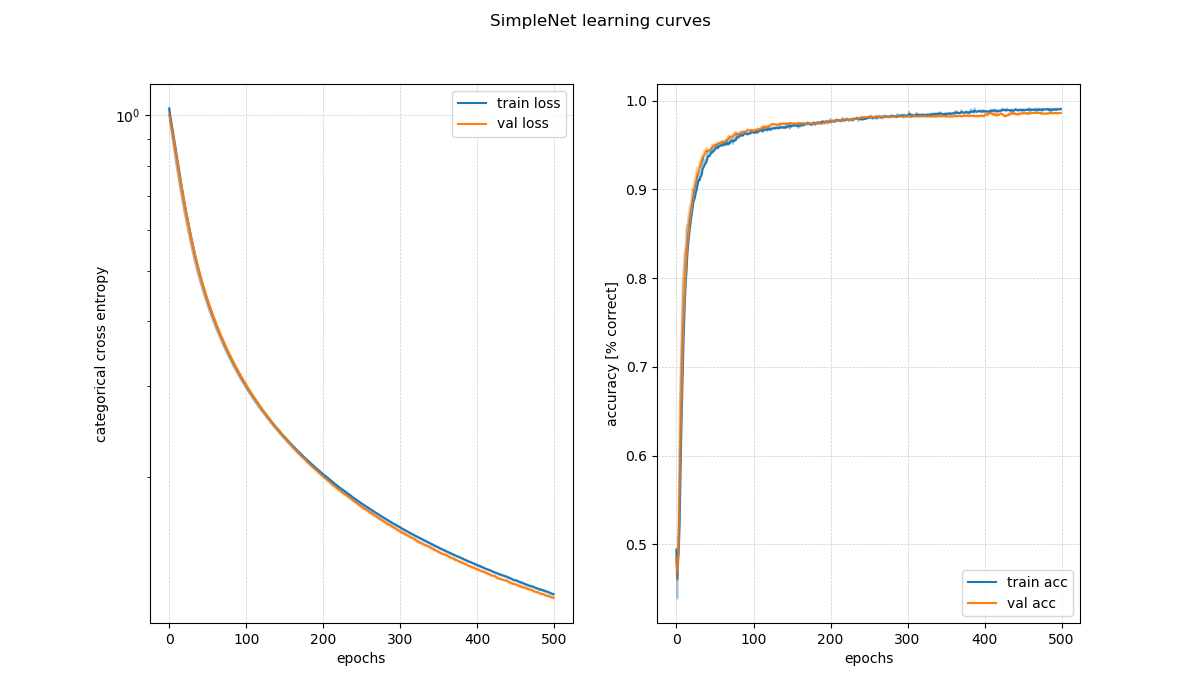 SimpleNet learning curves
categorical cross entropy
10⁰
train loss
val loss
0
100
200
300
400
500
epochs
accuracy [% correct]
1.0
0.9
0.8
0.7
0.6
0.5
train acc
val acc
0
100
200
300
400
500
epochs